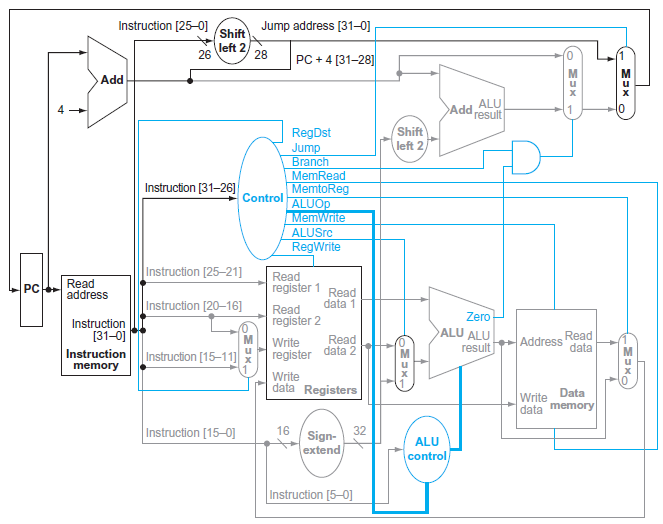 Instruction [25–0]
Shift
left 2
Jump address [31–0]
26
28
PC + 4 [31–28]
Add
4
0
M
u
x
1
1
M
u
x
0
Add
ALU
result
Shift
left 2
RegDst
Jump
Branch
MemRead
MemtoReg
ALUOp
MemWrite
ALUSrc
RegWrite
Instruction [31–26]
Control
PC
Read
address
Instruction
[31–0]
Instruction
memory
Instruction [25–21]
Instruction [20–16]
Instruction [15–11]
0
M
u
x
1
Read
register 1
Read
register 2
Write
register
Write
data
Read
data 1
Read
data 2
Registers
0
M
u
x
1
Zero
ALU
ALU
result
Address
Read
data
Write
data
Data
memory
1
M
u
x
0
Instruction [15–0]
16
Sign-
extend
32
ALU
control
Instruction [5–0]